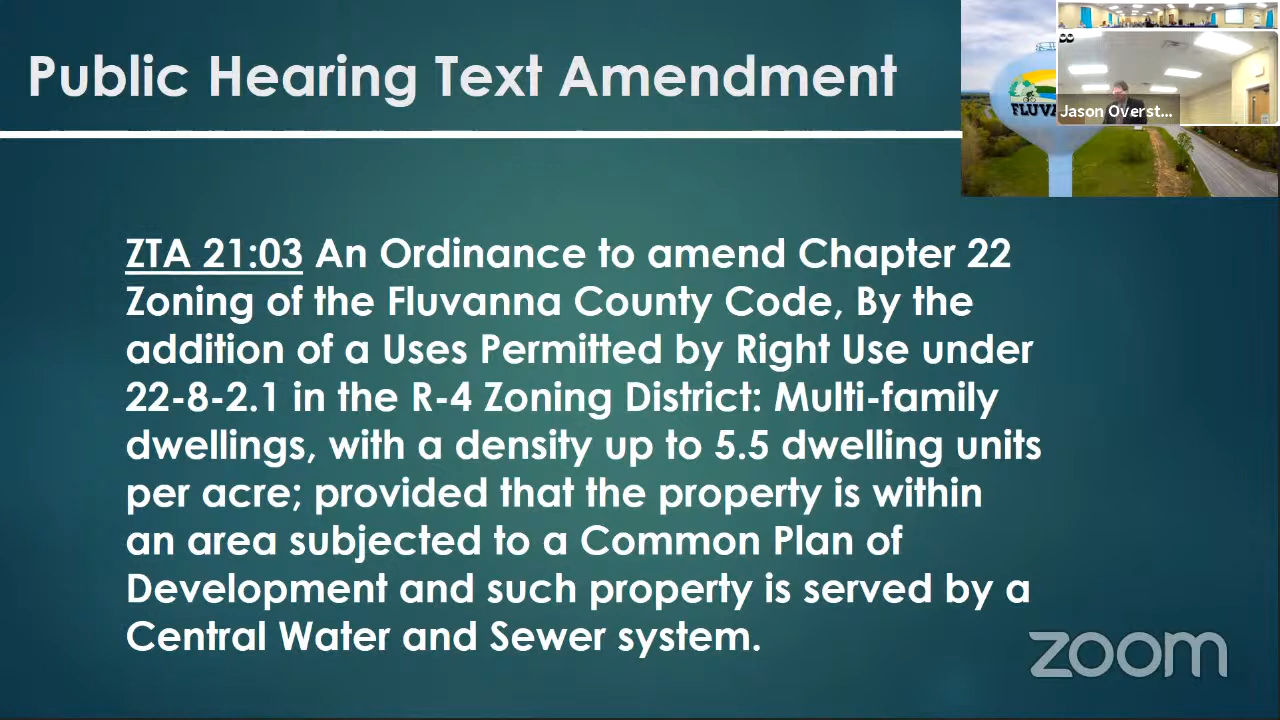 Public Hearing Text Amendment
FLUVA
Jason Overst...
ZTA 21:03 An Ordinance to amend Chapter 22
Zoning of the Fluvanna County Code, By the
addition of a Uses Permitted by Right Use under
22-8-2.1 in the R-4 Zoning District: Multi-family
dwellings, with a density up to 5.5 dwelling units
per acre; provided that the property is within
an area subjected to a Common Plan of
Development and such property is served by a
Central Water and Sewer system.
zoom